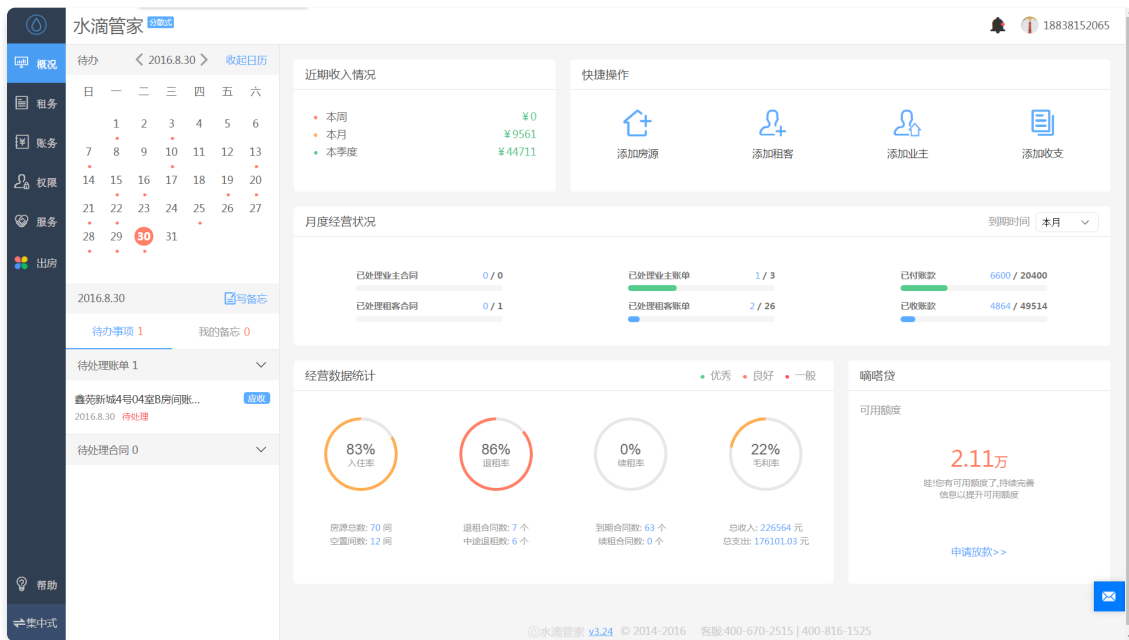 水滴管家 分散式
18838152065
概况
租务
账务
权限
服务
出房
帮助
集中式
待办 2016.8.30 收起日历
日 一 二 三 四 五 六
1 2 3 4 5 6
7 8 9 10 11 12 13
14 15 16 17 18 19 20
21 22 23 24 25 26 27
28 29 30 31
2016.8.30 写备忘
待办事项 1 我的备忘 0
待处理账单 1
鑫苑新城4号04室B房间账... 应收
2016.8.30 待处理
待处理合同 0
近期收入情况
本周 ¥0
本月 ¥9561
本季度 ¥44711
快捷操作
添加房源 添加租客 添加业主 添加收支
月度经营状况 到期时间 本月
已处理业主合同 0 / 0 已处理业主账单 1 / 3 已付账款 6600 / 20400
已处理租客合同 0 / 1 已处理租客账单 2 / 26 已收账款 4864 / 49514
经营数据统计 优秀 良好 一般
83% 86% 0% 22%
入住率 退租率 续租率 毛利率
房源总数: 70 间 退租合同数: 7 个 到期合同数: 63 个 总收入: 226564 元
空置间数: 12 间 中途退租数: 6 个 续租合同数: 0 个 总支出: 176101.03 元
嘀嗒贷
可用额度
2.11万
哇!您有可用额度了,持续完善
信息以提升可用额度
申请放款>>
水滴管家 v3.24 © 2014-2016 客服:400-670-2515 | 400-816-1525